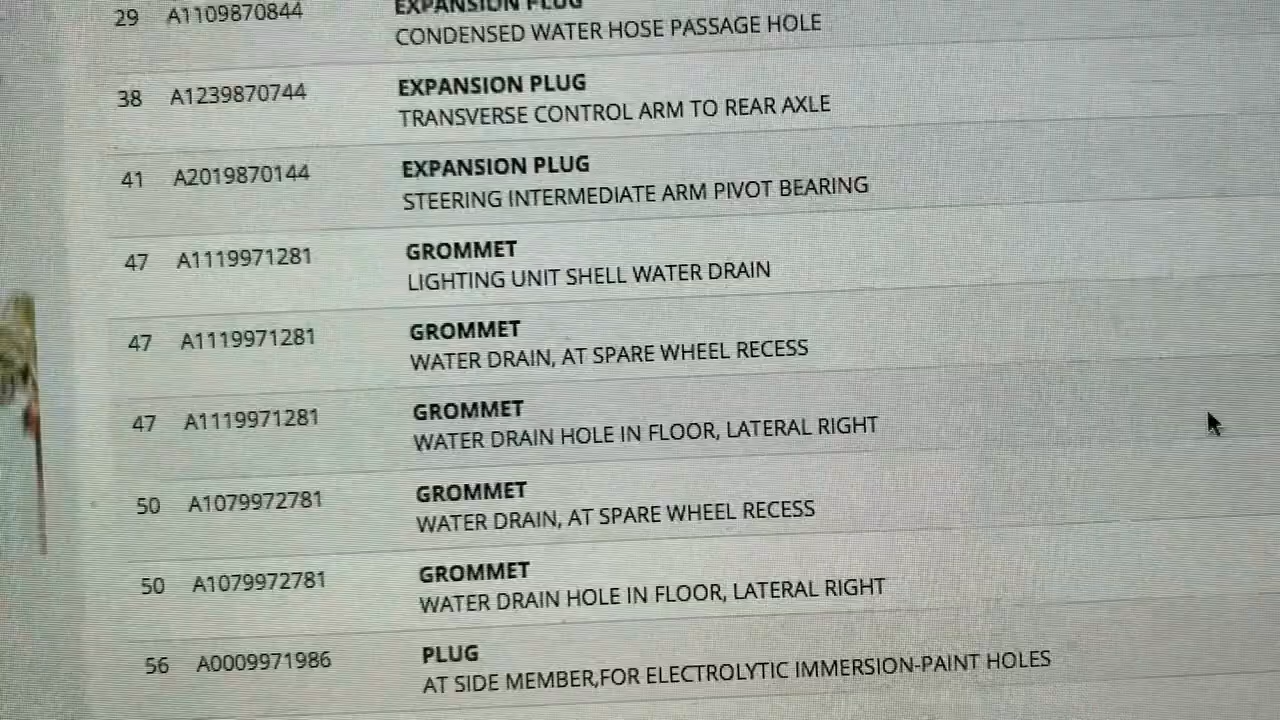 29 A1109870844 EXPANSION PLUG
CONDENSED WATER HOSE PASSAGE HOLE
38 A1239870744 EXPANSION PLUG
TRANSVERSE CONTROL ARM TO REAR AXLE
41 A2019870144 EXPANSION PLUG
STEERING INTERMEDIATE ARM PIVOT BEARING
47 A1119971281 GROMMET
LIGHTING UNIT SHELL WATER DRAIN
47 A1119971281 GROMMET
WATER DRAIN, AT SPARE WHEEL RECESS
47 A1119971281 GROMMET
WATER DRAIN HOLE IN FLOOR, LATERAL RIGHT
50 A1079972781 GROMMET
WATER DRAIN, AT SPARE WHEEL RECESS
50 A1079972781 GROMMET
WATER DRAIN HOLE IN FLOOR, LATERAL RIGHT
56 A0009971986 PLUG
AT SIDE MEMBER,FOR ELECTROLYTIC IMMERSION-PAINT HOLES